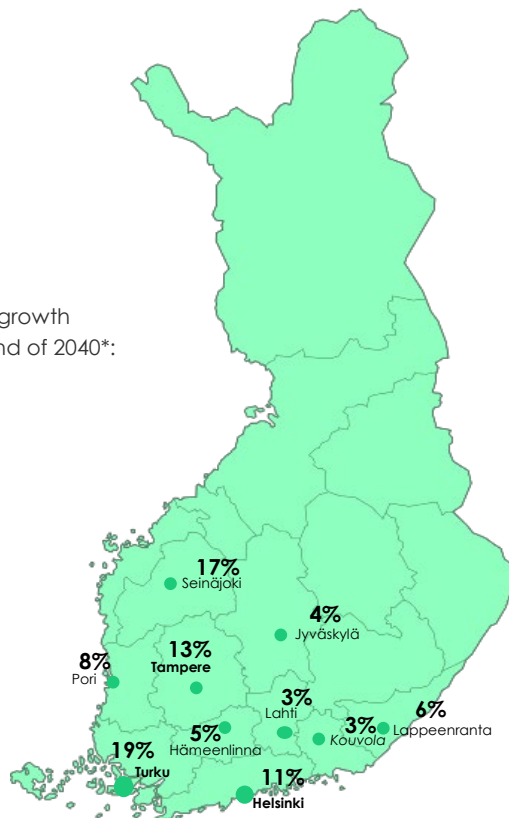 growth
nd of 2040*:
17%
Seinäjoki
4%
Jyväskylä
13%
Tampere
8%
Pori
3%
Lahti
6%
Lappeenranta
3%
Kouvola
5%
Hämeenlinna
19%
Turku
11%
Helsinki